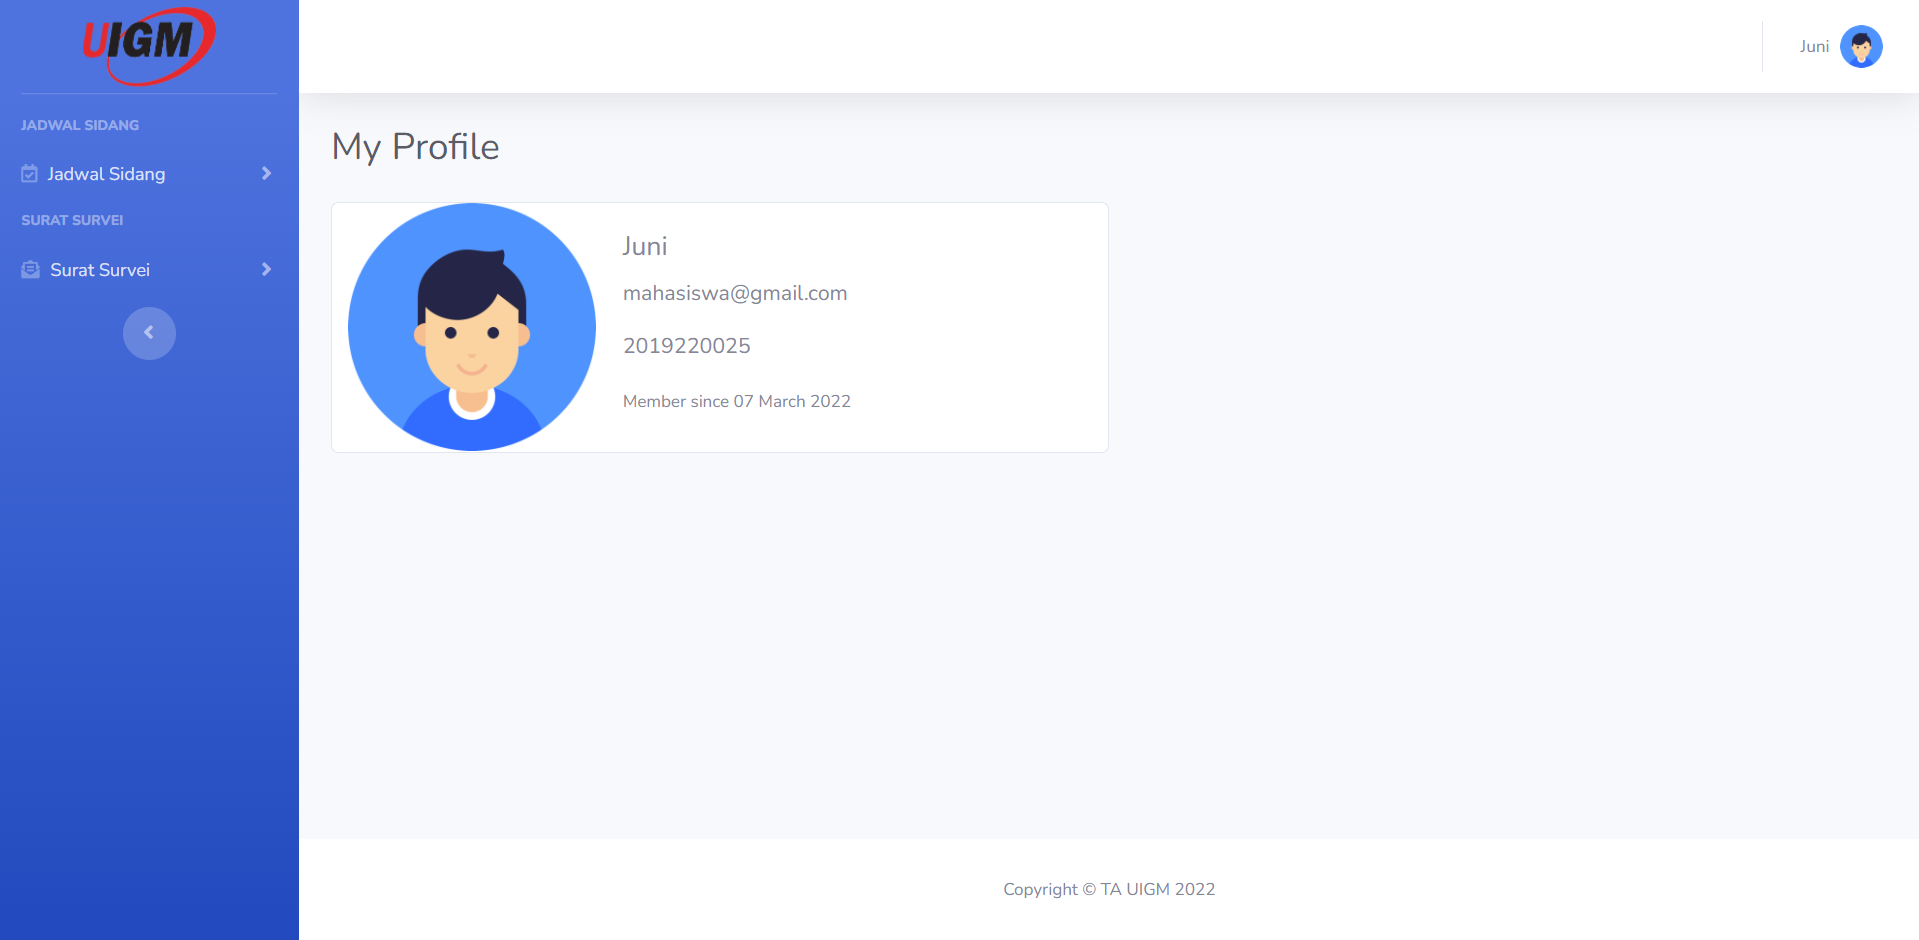 UIGM
JADWAL SIDANG
Jadwal Sidang
SURAT SURVEI
Surat Survei
Juni
My Profile
Juni
mahasiswa@gmail.com
2019220025
Member since 07 March 2022
Copyright © TA UIGM 2022